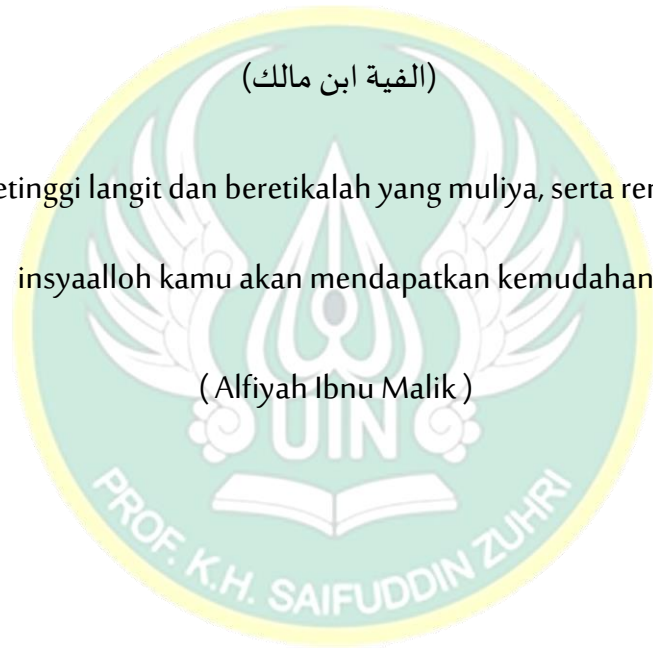 (الفية ابن مالك)
etinggi langit dan beretikalah yang muliya, serta
insyaalloh kamu akan mendapatkan kemudahan
( Alfiyah Ibnu Malik )
UIN
PROF. K.H. SAIFUDDIN ZUHRI